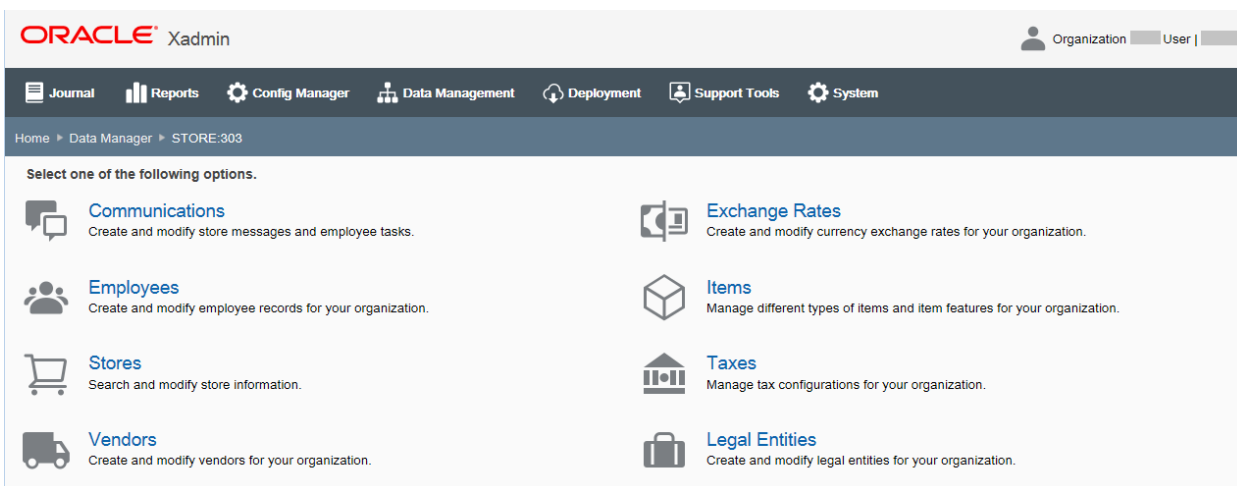 ORACLE Xadmin
Organization User |
Journal Reports Config Manager Data Management Deployment Support Tools System
Home ▸ Data Manager ▸ STORE:303
Select one of the following options.
Communications
Create and modify store messages and employee tasks.
Exchange Rates
Create and modify currency exchange rates for your organization.
Employees
Create and modify employee records for your organization.
Items
Manage different types of items and item features for your organization.
Stores
Search and modify store information.
Taxes
Manage tax configurations for your organization.
Vendors
Create and modify vendors for your organization.
Legal Entities
Create and modify legal entities for your organization.